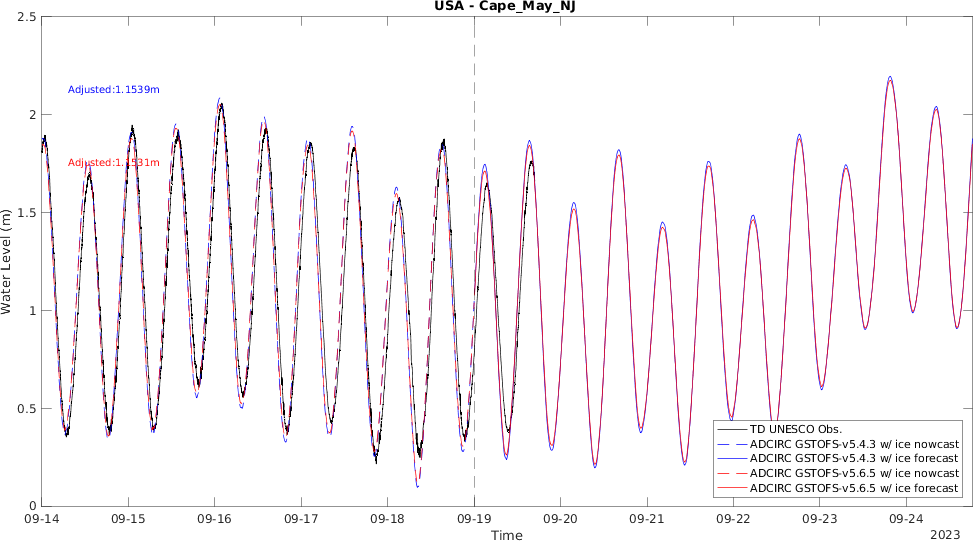 USA - Cape_May_NJ
2.5
2
1.5
1
0.5
0
Water Level (m)
Adjusted:1.1539m
Adjusted:1.1531m
TD UNESCO Obs.
ADCIRC GSTOFS-v5.4.3 w/ ice nowcast
ADCIRC GSTOFS-v5.4.3 w/ ice forecast
ADCIRC GSTOFS-v5.6.5 w/ ice nowcast
ADCIRC GSTOFS-v5.6.5 w/ ice forecast
09-14 09-15 09-16 09-17 09-18 09-19 09-20 09-21 09-22 09-23 09-24
Time
2023